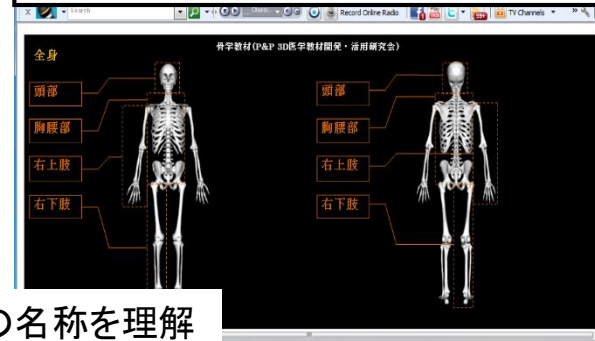 Search
Record Online Radio
TV Channels
骨学教材(P&P 3D医学教材開発・活用研究会)
全身
頭部
胸腰部
右上肢
右下肢
頭部
胸腰部
右上肢
右下肢
の名称を理解